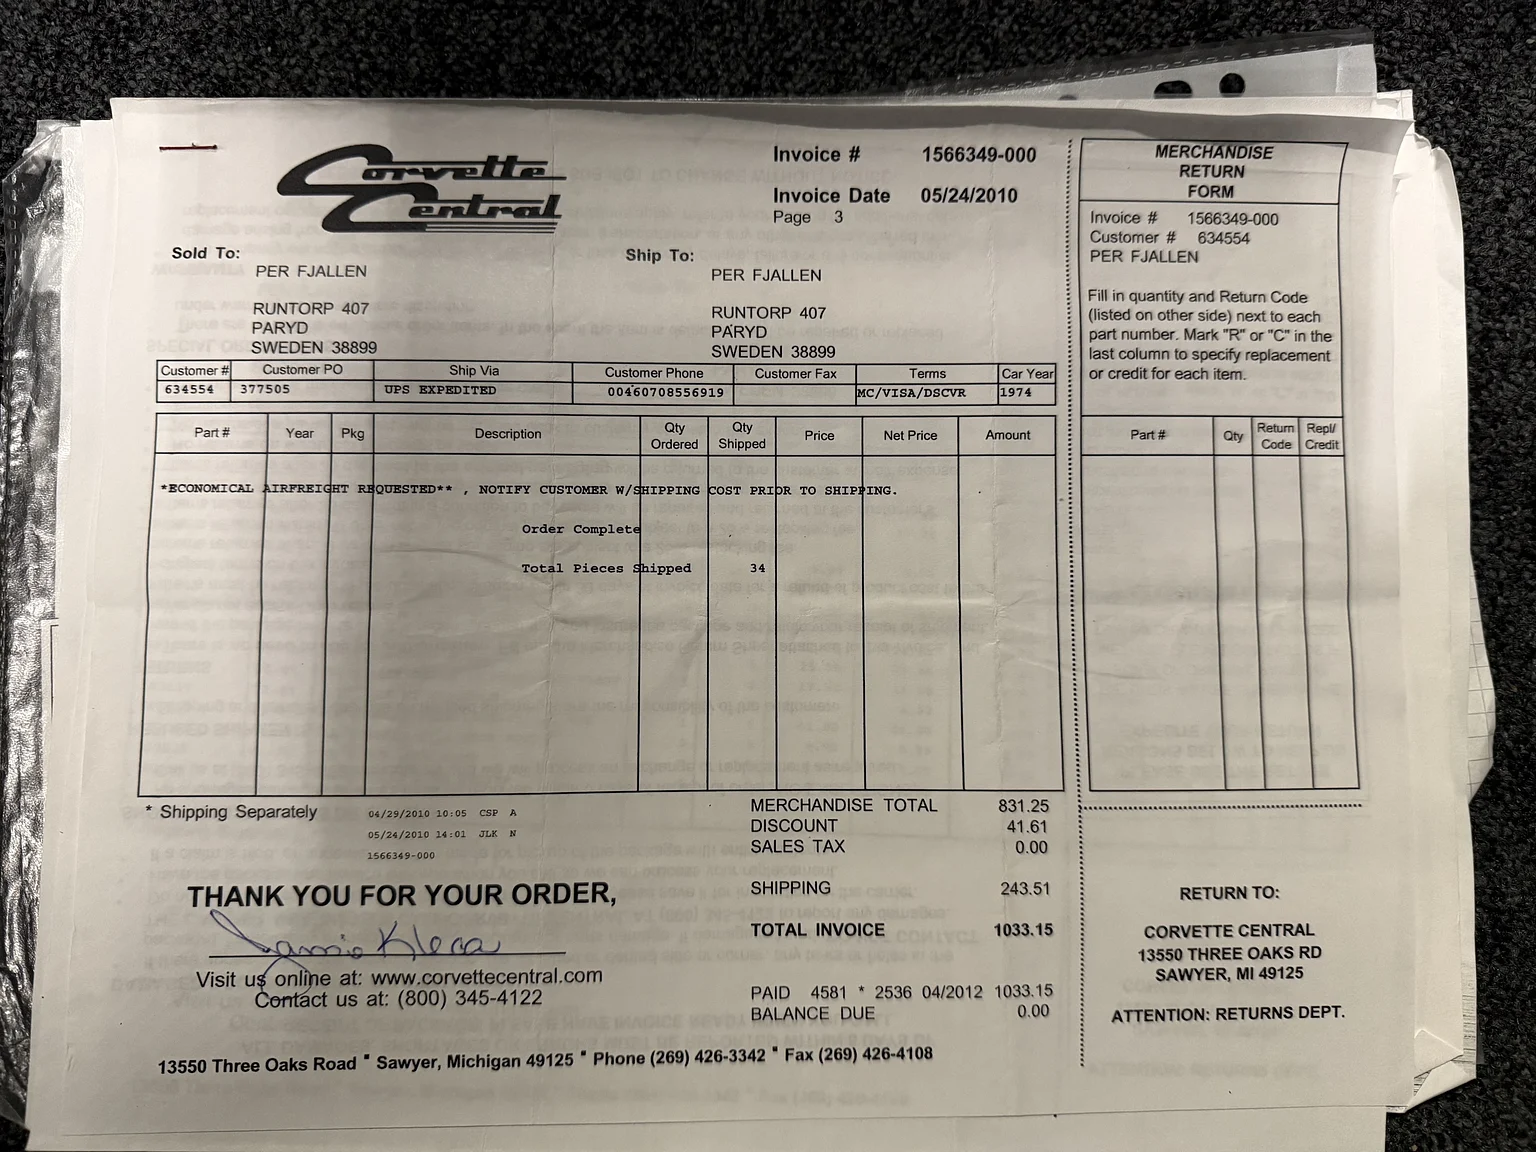 Corvette
Central
Invoice # 1566349-000
Invoice Date 05/24/2010
Page 3
Sold To:
PER FJALLEN
RUNTORP 407
PARYD
SWEDEN 38899
Ship To:
PER FJALLEN
RUNTORP 407
PARYD
SWEDEN 38899
Customer # Customer PO Ship Via Customer Phone Customer Fax Terms Car Year
634554 377505 UPS EXPEDITED 00460708556919 MC/VISA/DSCVR 1974
Part # Year Pkg Description Qty Ordered Qty Shipped Price Net Price Amount
*ECONOMICAL AIRFREIGHT REQUESTED** , NOTIFY CUSTOMER W/SHIPPING COST PRIOR TO SHIPPING.
Order Complete
Total Pieces Shipped 34
* Shipping Separately
04/29/2010 10:05 CSP A
05/24/2010 14:01 JLK N
1566349-000
MERCHANDISE TOTAL 831.25
DISCOUNT 41.61
SALES TAX 0.00
SHIPPING 243.51
TOTAL INVOICE 1033.15
PAID 4581 * 2536 04/2012 1033.15
BALANCE DUE 0.00
THANK YOU FOR YOUR ORDER,
Visit us online at: www.corvettecentral.com
Contact us at: (800) 345-4122
13550 Three Oaks Road * Sawyer, Michigan 49125 * Phone (269) 426-3342 * Fax (269) 426-4108
MERCHANDISE
RETURN
FORM
Invoice # 1566349-000
Customer # 634554
PER FJALLEN
Fill in quantity and Return Code
(listed on other side) next to each
part number. Mark "R" or "C" in the
last column to specify replacement
or credit for each item.
Part # Qty Return Code Repl/ Credit
RETURN TO:
CORVETTE CENTRAL
13550 THREE OAKS RD
SAWYER, MI 49125
ATTENTION: RETURNS DEPT.